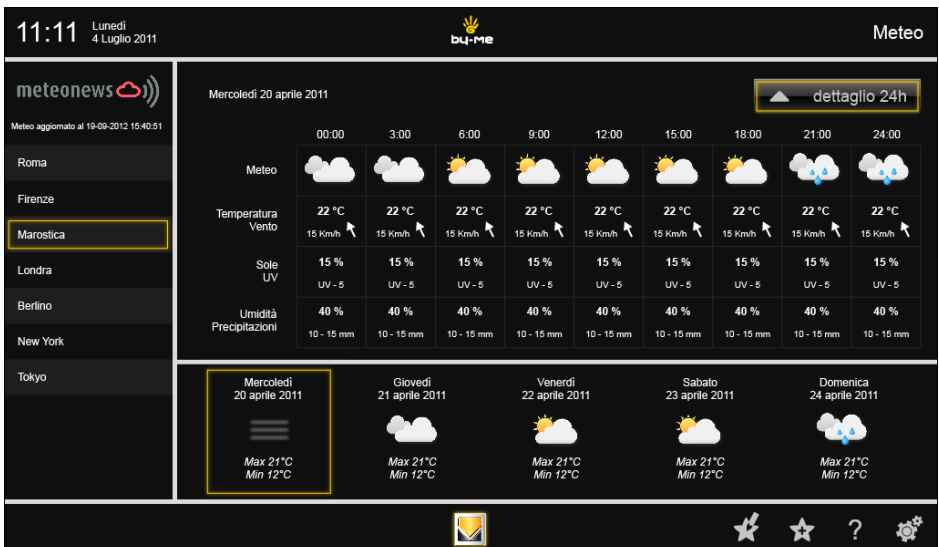 11:11
Lunedì
4 Luglio 2011
by-me
Meteo
meteonews
Meteo aggiornato al 19-09-2012 15:40:51
Roma
Firenze
Marostica
Londra
Berlino
New York
Tokyo
Mercoledì 20 aprile 2011
dettaglio 24h
00:00 3:00 6:00 9:00 12:00 15:00 18:00 21:00 24:00
Meteo
Temperatura 22 °C 22 °C 22 °C 22 °C 22 °C 22 °C 22 °C 22 °C 22 °C
Vento 15 Km/h 15 Km/h 15 Km/h 15 Km/h 15 Km/h 15 Km/h 15 Km/h 15 Km/h 15 Km/h
Sole 15 % 15 % 15 % 15 % 15 % 15 % 15 % 15 % 15 %
UV UV - 5 UV - 5 UV - 5 UV - 5 UV - 5 UV - 5 UV - 5 UV - 5 UV - 5
Umidità 40 % 40 % 40 % 40 % 40 % 40 % 40 % 40 % 40 %
Precipitazioni 10 - 15 mm 10 - 15 mm 10 - 15 mm 10 - 15 mm 10 - 15 mm 10 - 15 mm 10 - 15 mm 10 - 15 mm 10 - 15 mm
Mercoledì Giovedì Venerdì Sabato Domenica
20 aprile 2011 21 aprile 2011 22 aprile 2011 23 aprile 2011 24 aprile 2011
Max 21°C Max 21°C Max 21°C Max 21°C Max 21°C
Min 12°C Min 12°C Min 12°C Min 12°C Min 12°C
?